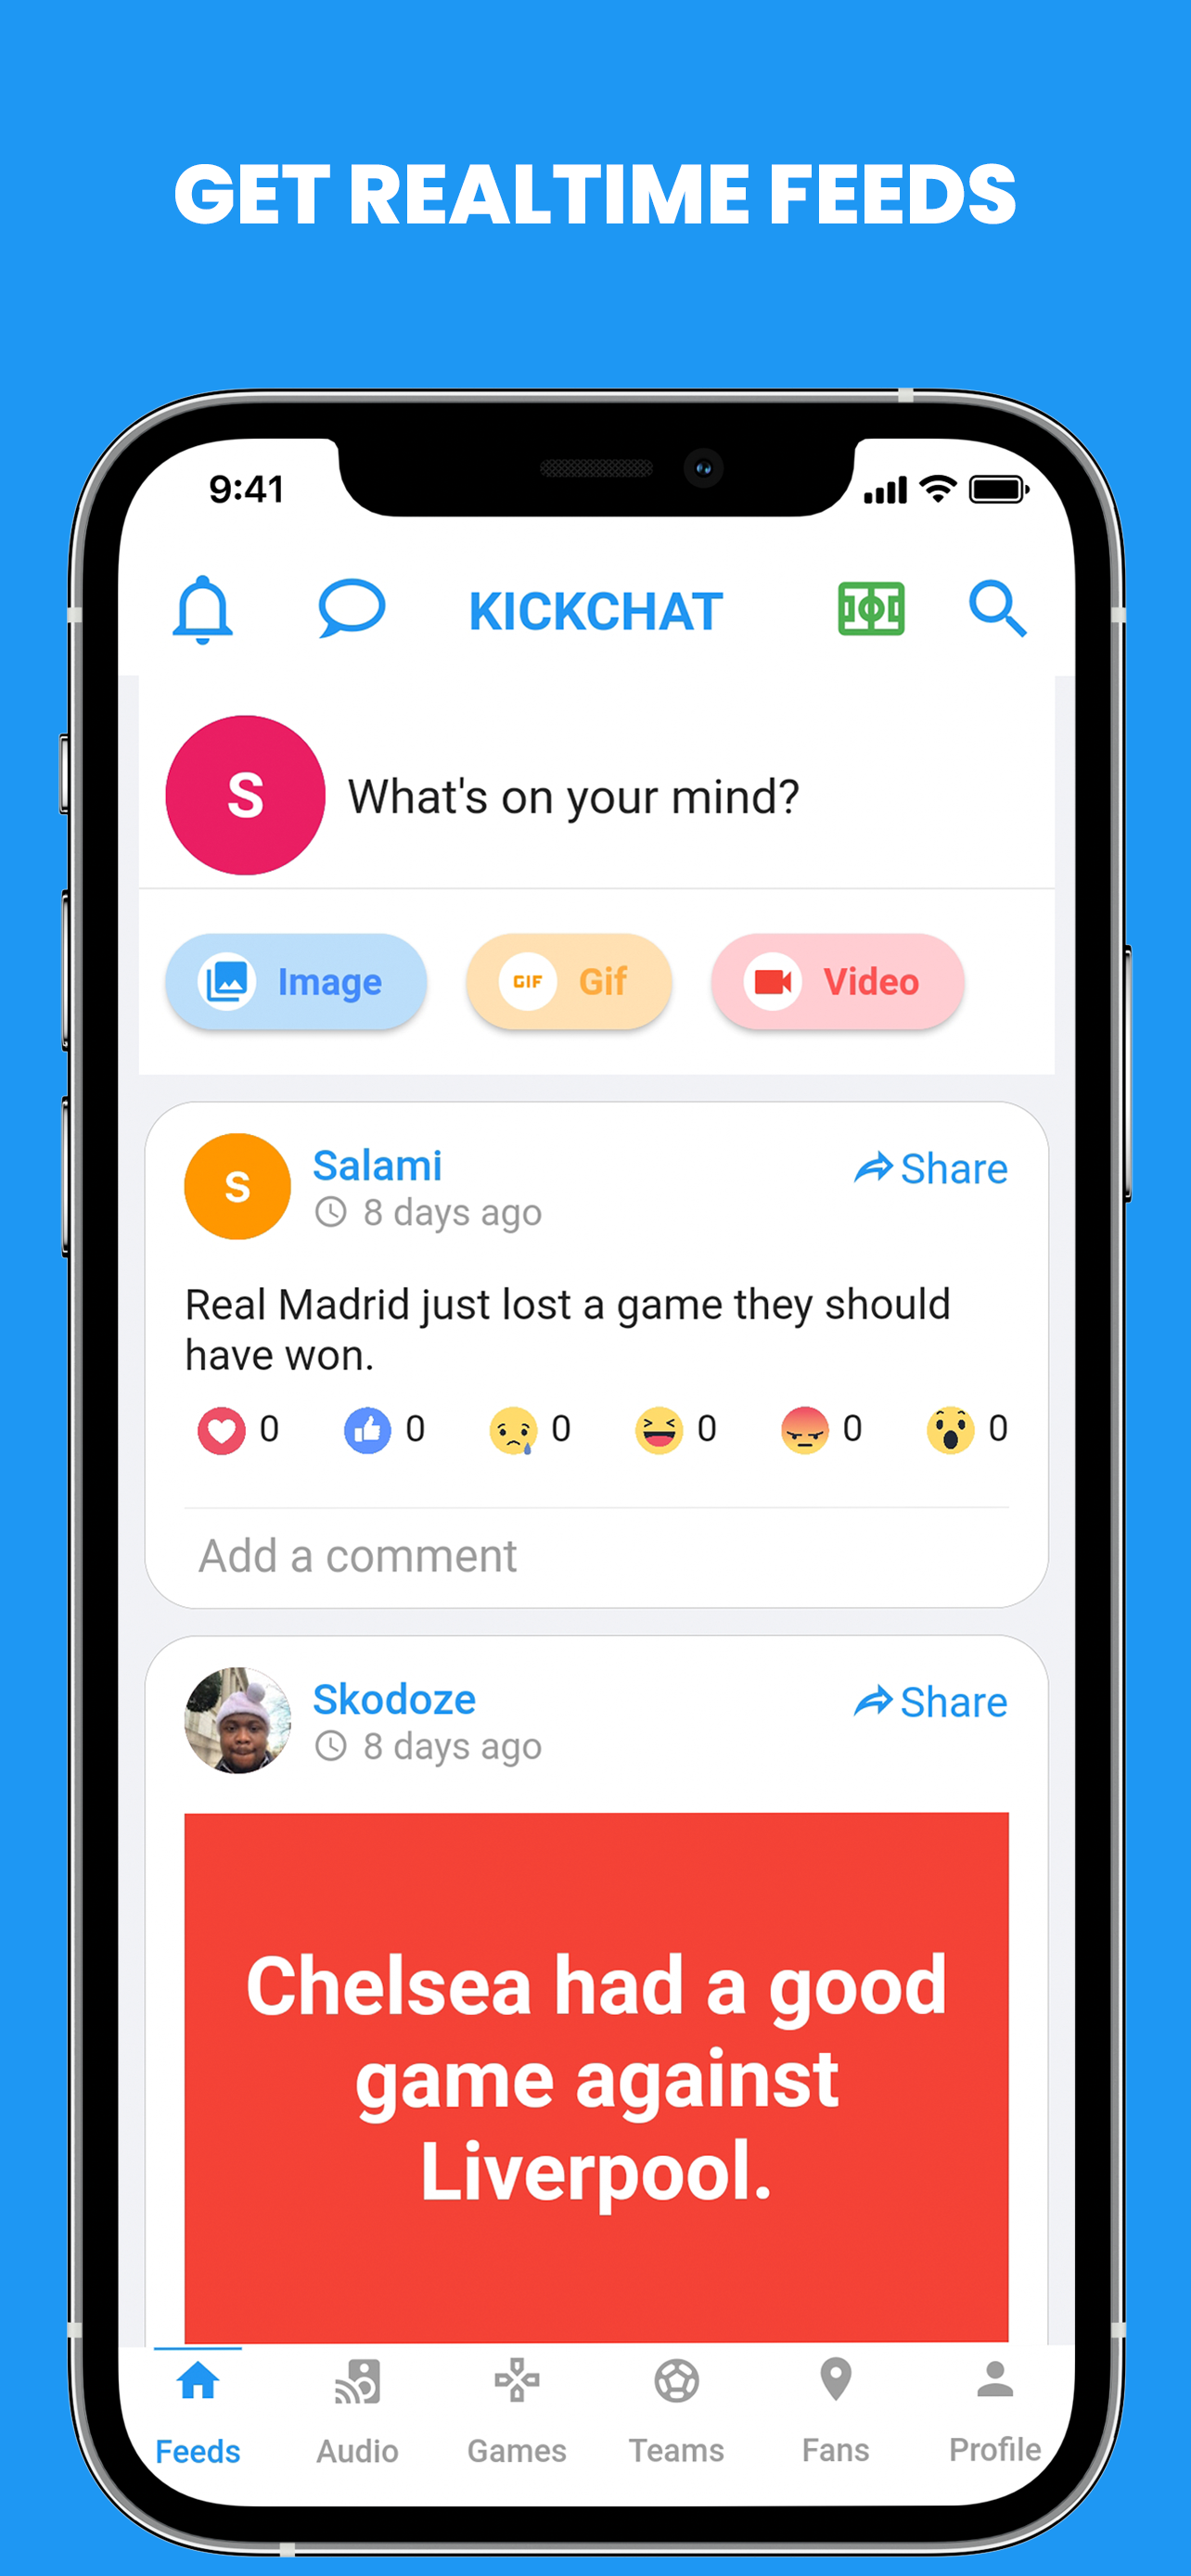 GET REALTIME FEEDS
9:41
KICKCHAT
S
What's on your mind?
Image
GIF Gif
Video
S
Salami
Share
8 days ago
Real Madrid just lost a game they should
have won.
0 0 0 0 0 0
Add a comment
Skodoze
Share
8 days ago
Chelsea had a good
game against
Liverpool.
Feeds Audio Games Teams Fans Profile